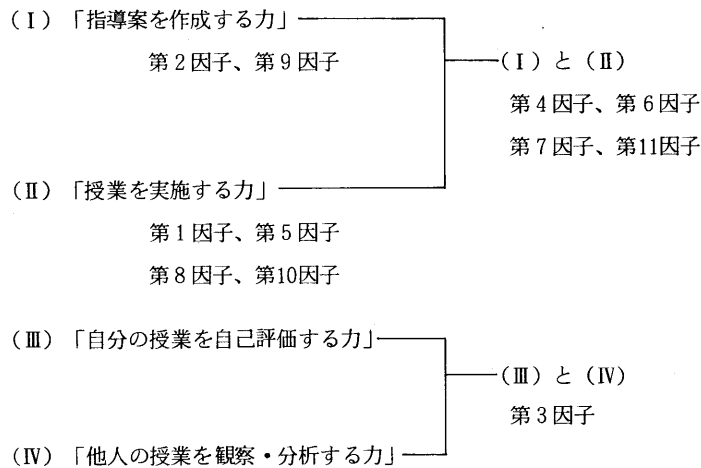 (Ⅰ)「指導案を作成する力」
第2因子、第9因子
(Ⅰ)と(Ⅱ)
第4因子、第6因子
第7因子、第11因子
(Ⅱ)「授業を実施する力」
第1因子、第5因子
第8因子、第10因子
(Ⅲ)「自分の授業を自己評価する力」
(Ⅲ)と(Ⅳ)
第3因子
(Ⅳ)「他人の授業を観察・分析する力」